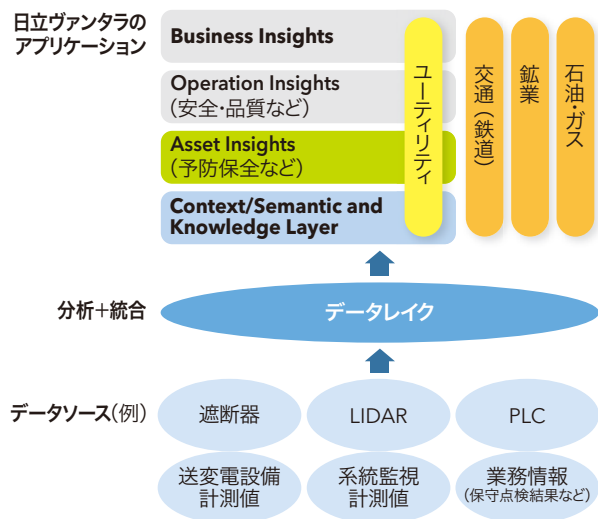 日立ヴァンタラの
アプリケーション
Business Insights
Operation Insights
(安全・品質など)
Asset Insights
(予防保全など)
Context/Semantic and
Knowledge Layer
ユーティリティ
交通(鉄道)
鉱業
石油・ガス
分析+統合
データレイク
データソース(例)
遮断器
LIDAR
PLC
送変電設備
計測値
系統監視
計測値
業務情報
(保守点検結果など)